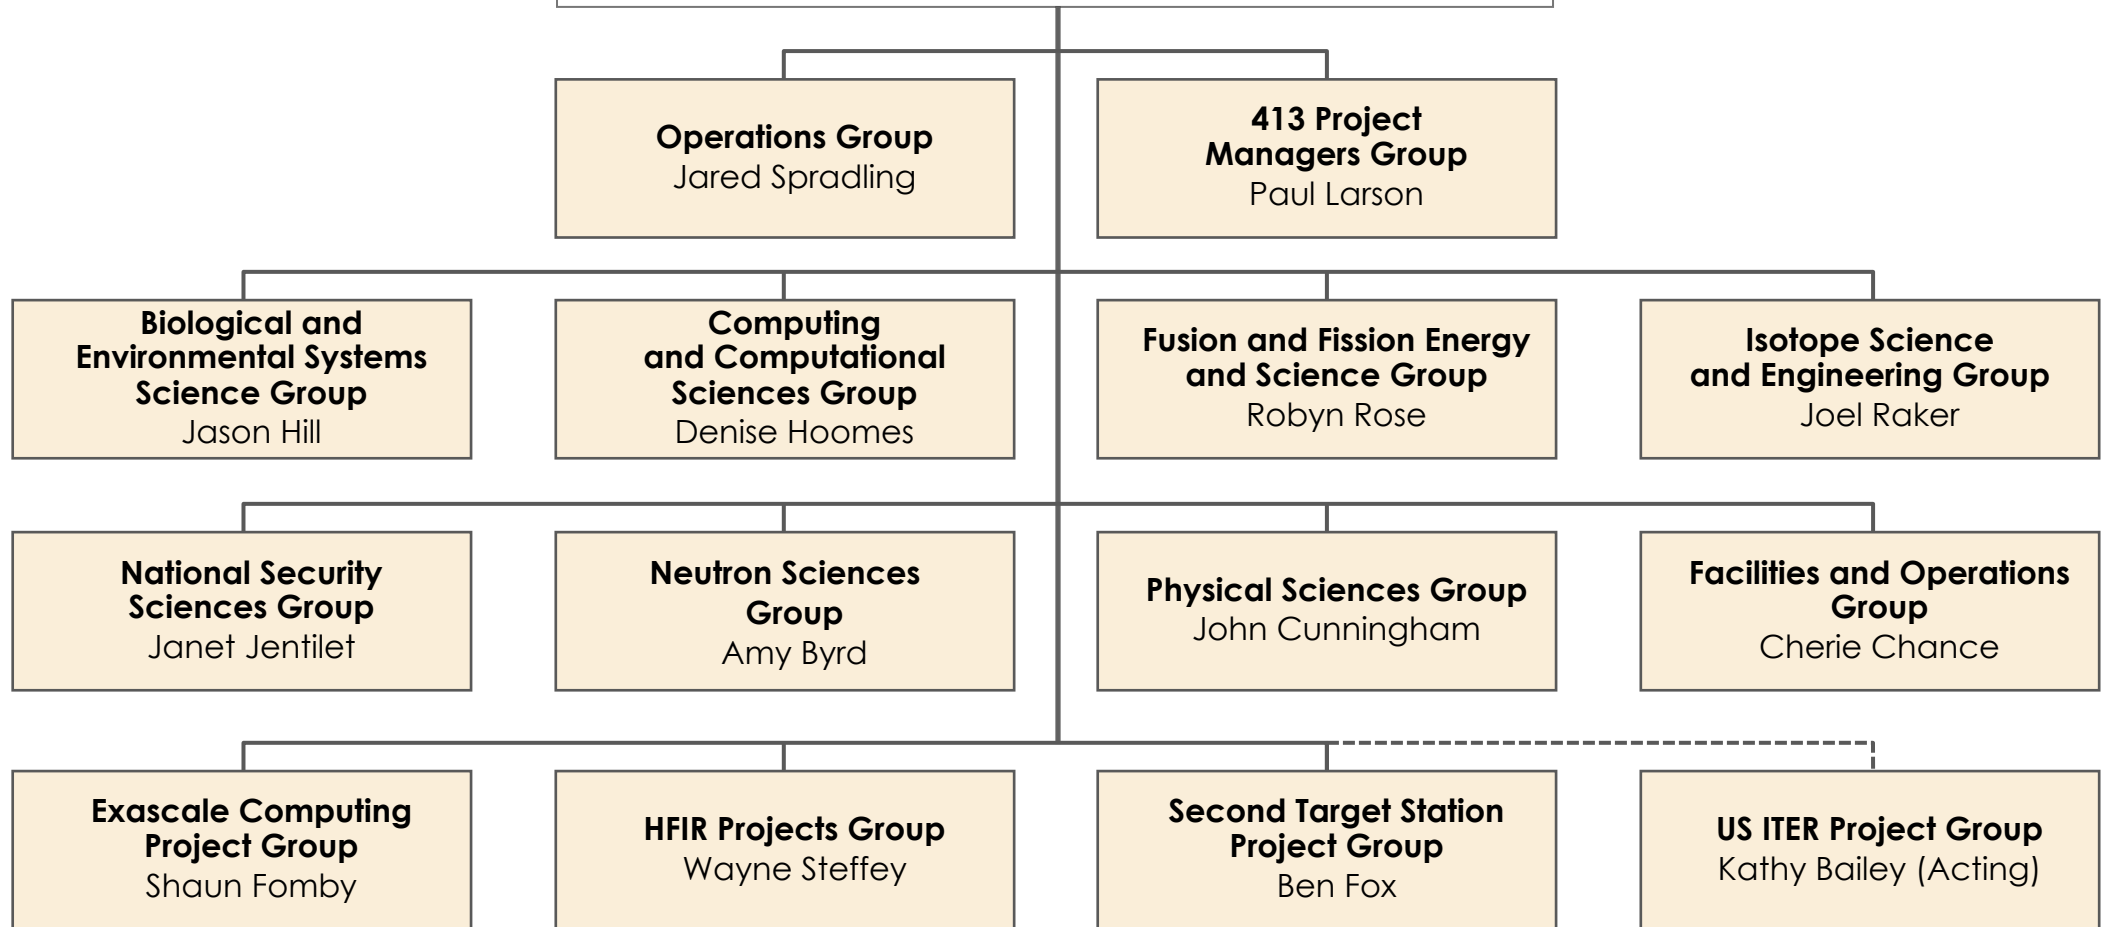 Operations Group
Jared Spradling
413 Project
Managers Group
Paul Larson
Biological and
Environmental Systems
Science Group
Jason Hill
Computing
and Computational
Sciences Group
Denise Hoomes
Fusion and Fission Energy
and Science Group
Robyn Rose
Isotope Science
and Engineering Group
Joel Raker
National Security
Sciences Group
Janet Jentilet
Neutron Sciences
Group
Amy Byrd
Physical Sciences Group
John Cunningham
Facilities and Operations
Group
Cherie Chance
Exascale Computing
Project Group
Shaun Fomby
HFIR Projects Group
Wayne Steffey
Second Target Station
Project Group
Ben Fox
US ITER Project Group
Kathy Bailey (Acting)